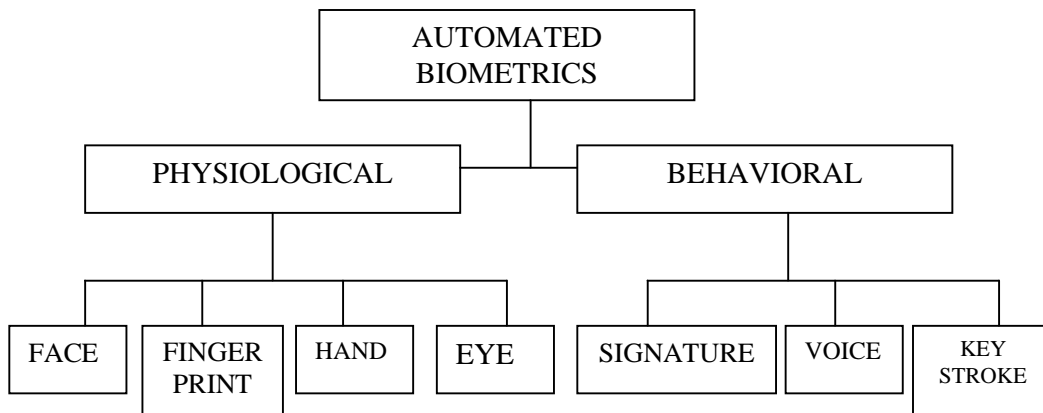 AUTOMATED
BIOMETRICS
PHYSIOLOGICAL
BEHAVIORAL
FACE
FINGER
PRINT
HAND
EYE
SIGNATURE
VOICE
KEY
STROKE